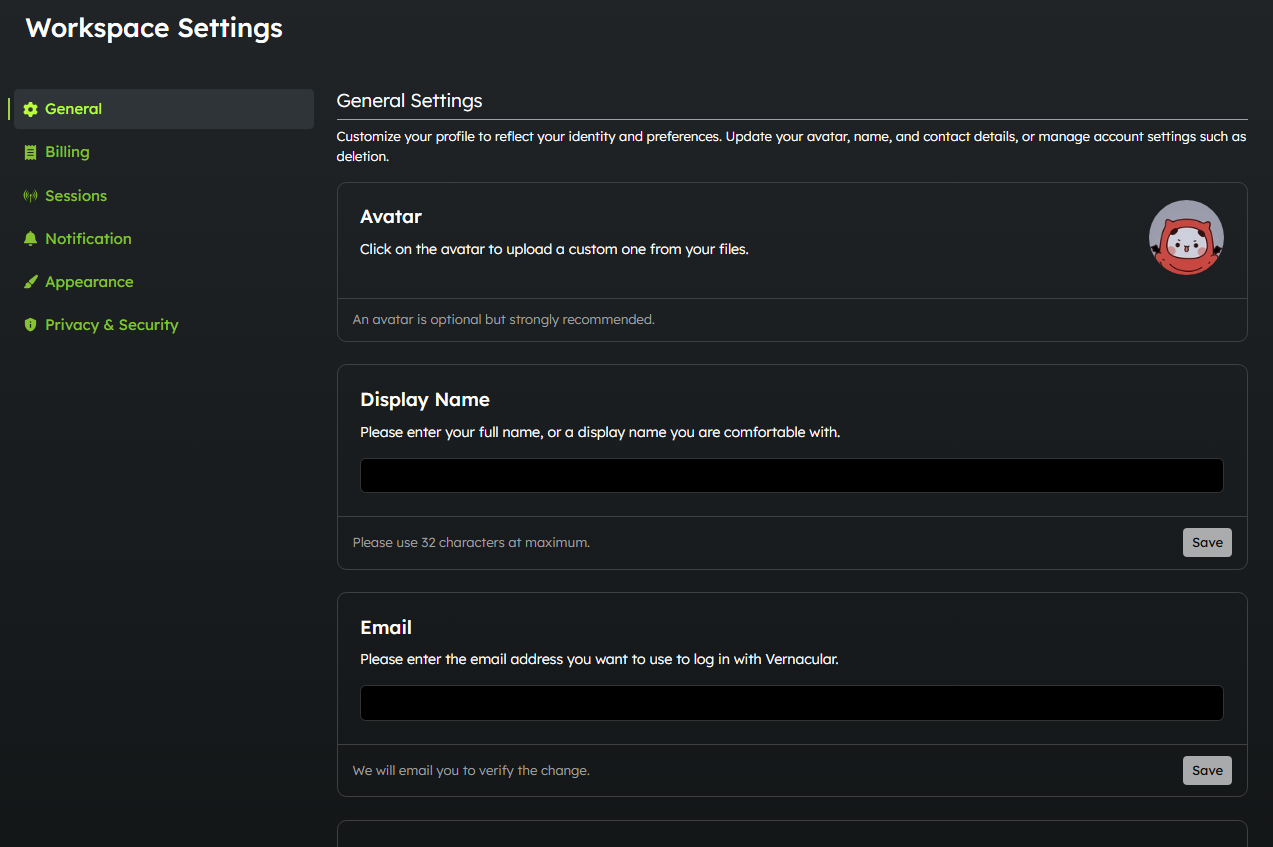 Workspace Settings
General
Billing
Sessions
Notification
Appearance
Privacy & Security
General Settings
Customize your profile to reflect your identity and preferences. Update your avatar, name, and contact details, or manage account settings such as
deletion.
Avatar
Click on the avatar to upload a custom one from your files.
An avatar is optional but strongly recommended.
Display Name
Please enter your full name, or a display name you are comfortable with.
Please use 32 characters at maximum.
Save
Email
Please enter the email address you want to use to log in with Vernacular.
We will email you to verify the change.
Save